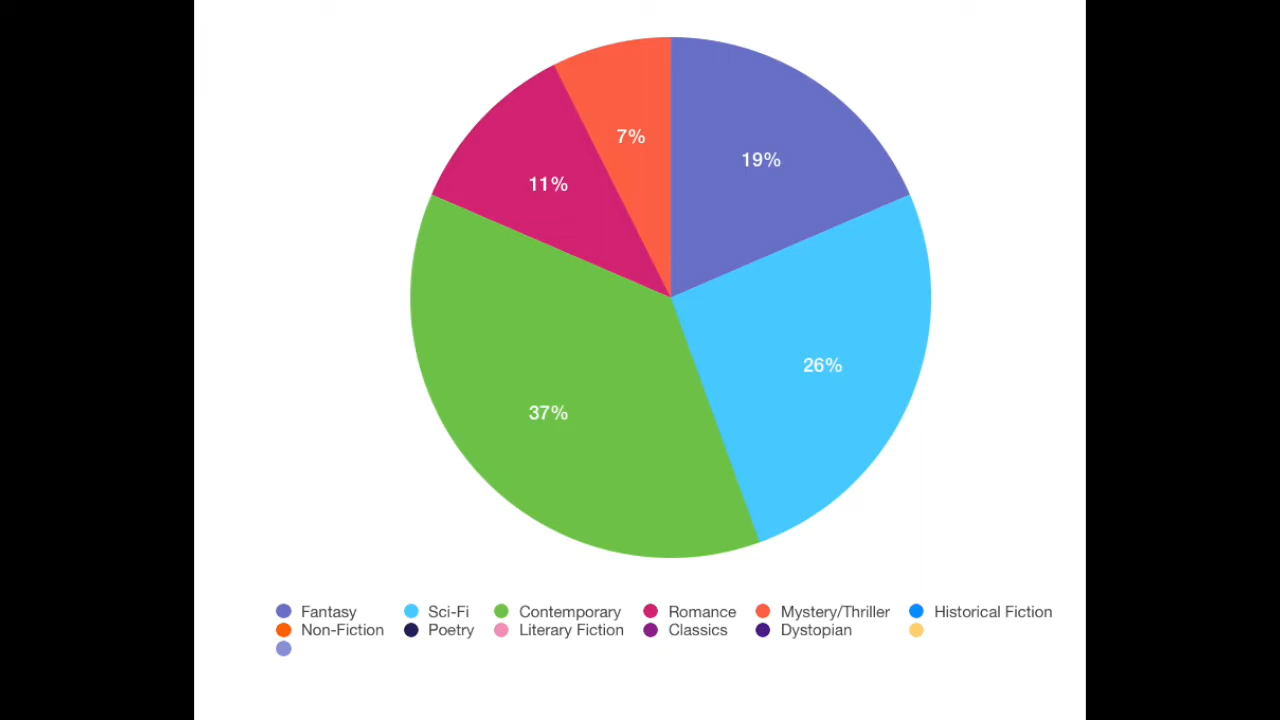 7%
19%
11%
26%
37%
Fantasy Sci-Fi Contemporary Romance Mystery/Thriller Historical Fiction
Non-Fiction Poetry Literary Fiction Classics Dystopian